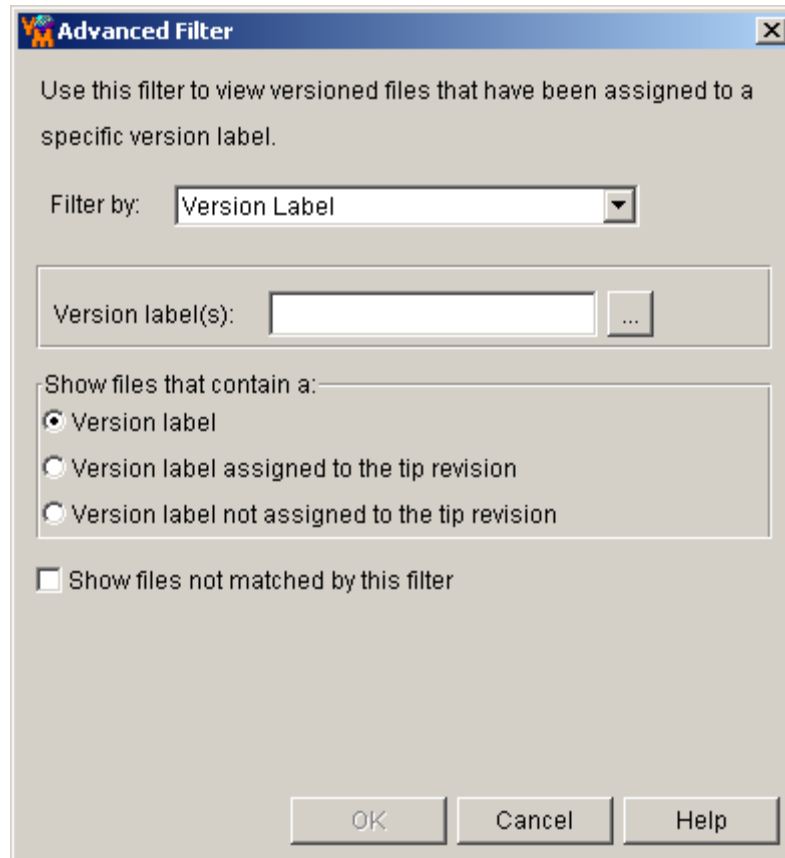 Advanced Filter
Use this filter to view versioned files that have been assigned to a
specific version label.
Filter by: Version Label
Version label(s): ...
Show files that contain a:
Version label
Version label assigned to the tip revision
Version label not assigned to the tip revision
Show files not matched by this filter
OK Cancel Help